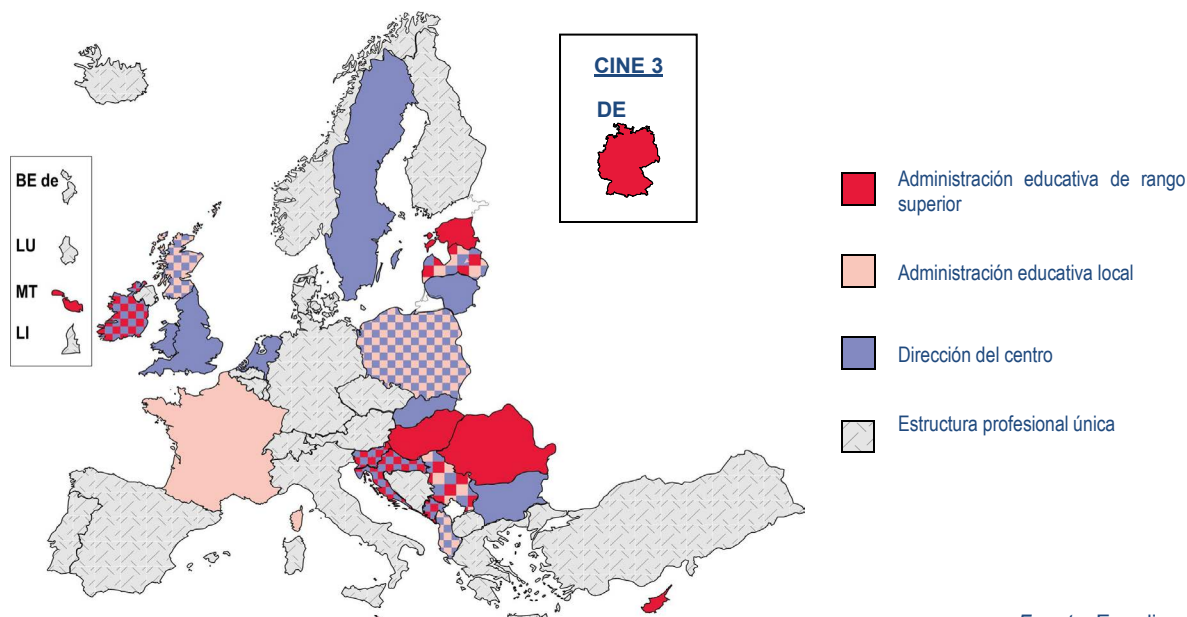 CINE 3
DE
BE de
LU
MT
LI
Administración educativa de rango
superior
Administración educativa local
Dirección del centro
Estructura profesional única